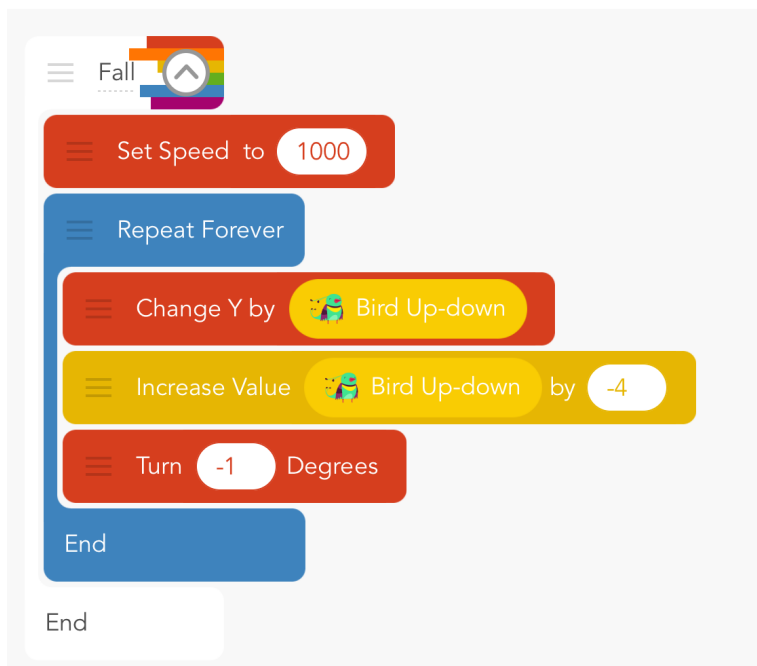 Fall
Set Speed to 1000
Repeat Forever
Change Y by Bird Up-down
Increase Value Bird Up-down by -4
Turn -1 Degrees
End
End